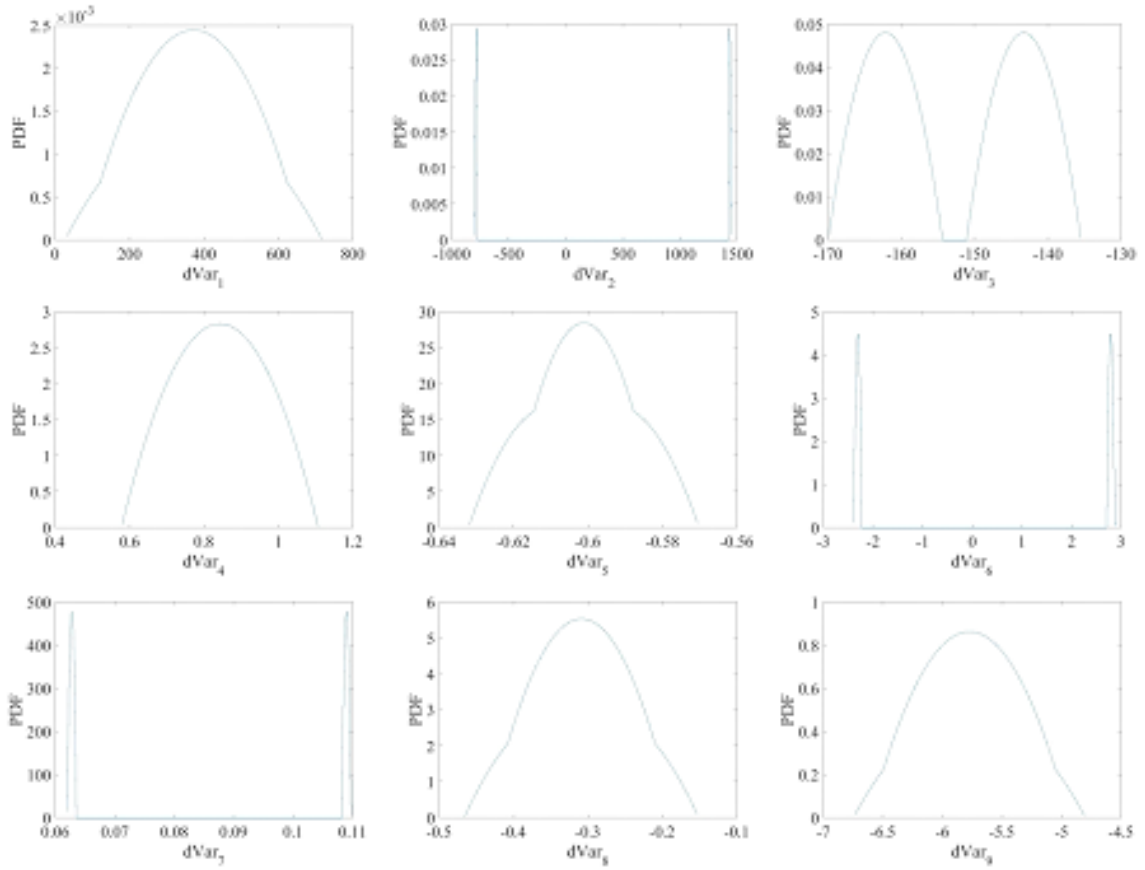 ×10⁻³
2.5
2
1.5
1
0.5
0
PDF
0 200 400 600 800
dVar₁
0.03
0.025
0.02
0.015
0.01
0.005
0
PDF
-1000 -500 0 500 1000 1500
dVar₂
0.05
0.04
0.03
0.02
0.01
0
PDF
-170 -160 -150 -140 -130
dVar₃
3
2.5
2
1.5
1
0.5
0
PDF
0.4 0.6 0.8 1 1.2
dVar₄
30
25
20
15
10
5
0
PDF
-0.64 -0.62 -0.6 -0.58 -0.56
dVar₅
5
4
3
2
1
0
PDF
-3 -2 -1 0 1 2 3
dVar₆
500
400
300
200
100
0
PDF
0.06 0.07 0.08 0.09 0.1 0.11
dVar₇
6
5
4
3
2
1
0
PDF
-0.5 -0.4 -0.3 -0.2 -0.1
dVar₈
1
0.8
0.6
0.4
0.2
0
PDF
-7 -6.5 -6 -5.5 -5 -4.5
dVar₉